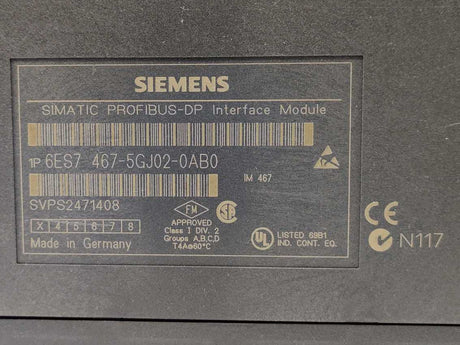 SIEMENS
SIMATIC PROFIBUS-DP Interface Module
1P 6ES7 467-5GJ02-0AB0
IM 467
SVPS2471408
X 4 5 6 7 8
Made in Germany
FM
APPROVED
Class I DIV. 2
Groups A,B,C,D
T4A@60°C
UL LISTED 69B1
IND. CONT. EQ.
CE
N117